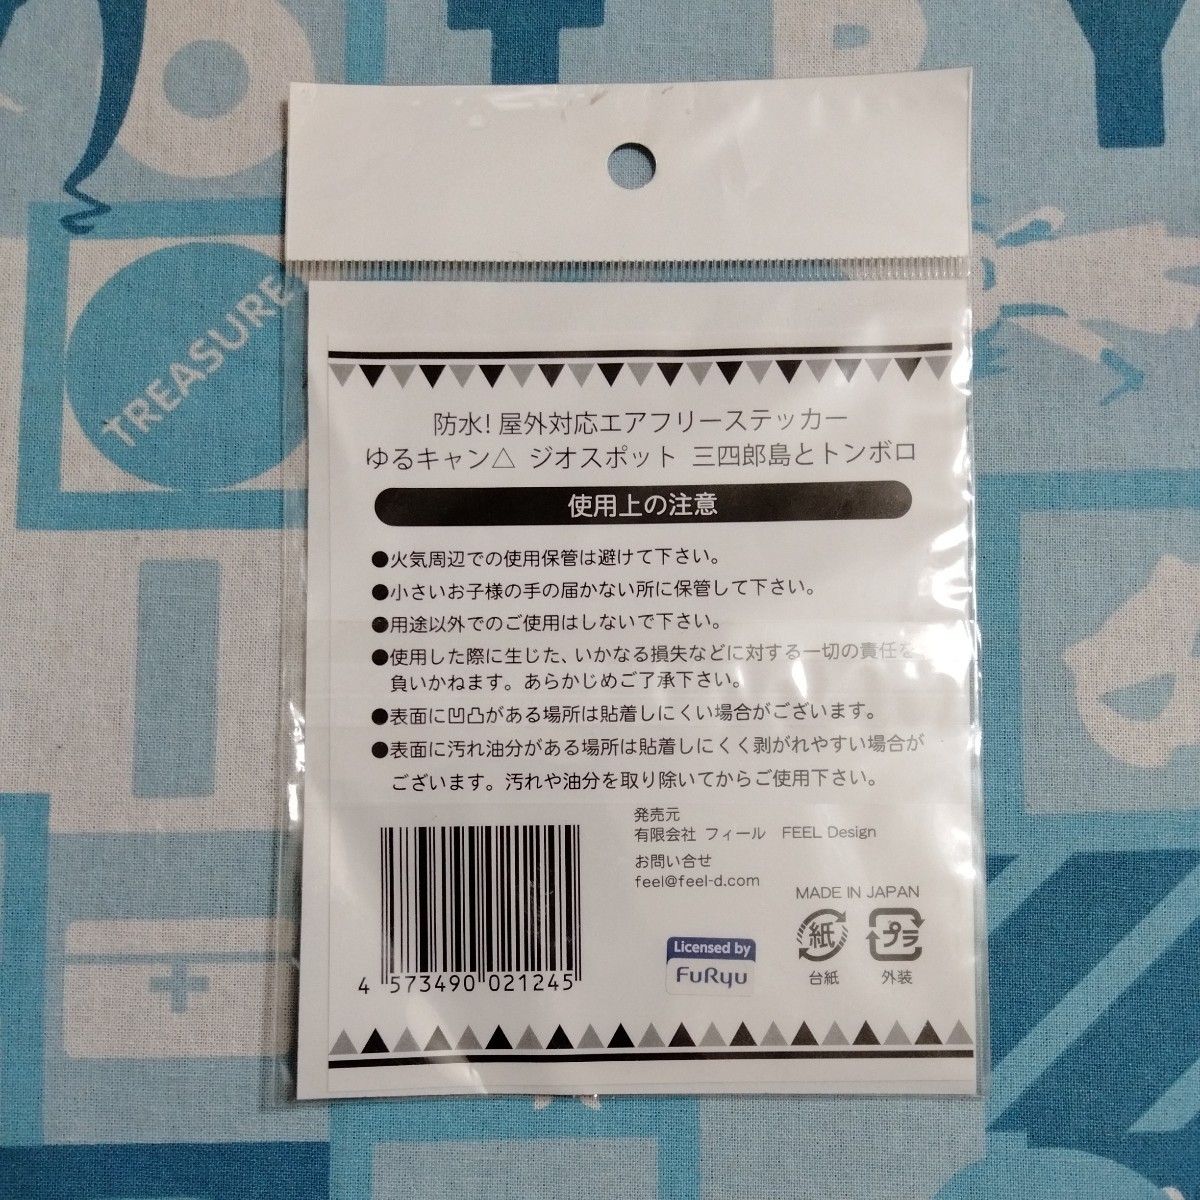 TREASURE
防水! 屋外対応エアフリーステッカー
ゆるキャン△ ジオスポット 三四郎島とトンボロ
使用上の注意
●火気周辺での使用保管は避けて下さい。
●小さいお子様の手の届かない所に保管して下さい。
●用途以外でのご使用はしないで下さい。
●使用した際に生じた、いかなる損失などに対する一切の責任を
負いかねます。あらかじめご了承下さい。
●表面に凹凸がある場所は貼着しにくい場合がございます。
●表面に汚れ油分がある場所は貼着しにくく剥がれやすい場合が
ございます。汚れや油分を取り除いてからご使用下さい。
発売元
有限会社 フィール FEEL Design
お問い合せ
feel@feel-d.com
MADE IN JAPAN
紙
プラ
台紙
外装
Licensed by
FuRyu
4 573490 021245